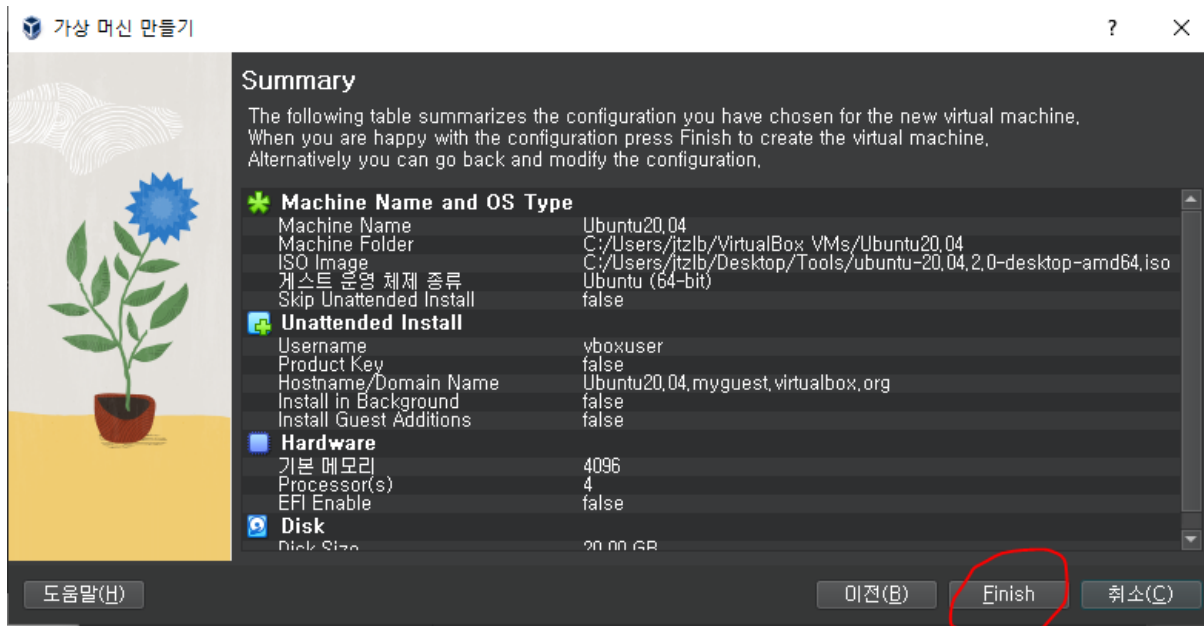 가상 머신 만들기
Summary
The following table summarizes the configuration you have chosen for the new virtual machine,
When you are happy with the configuration press Finish to create the virtual machine,
Alternatively you can go back and modify the configuration,
Machine Name and OS Type
Machine Name Ubuntu20,04
Machine Folder C:/Users/jtzlb/VirtualBox VMs/Ubuntu20,04
ISO Image C:/Users/jtzlb/Desktop/Tools/ubuntu-20,04,2,0-desktop-amd64,iso
게스트 운영 체제 종류 Ubuntu (64-bit)
Skip Unattended Install false
Unattended Install
Username vboxuser
Product Key false
Hostname/Domain Name Ubuntu20,04,myguest,virtualbox,org
Install in Background false
Install Guest Additions false
Hardware
기본 메모리 4096
Processor(s) 4
EFI Enable false
Disk
Disk Size 20,00 GB
도움말(H) 이전(B) Finish 취소(C)